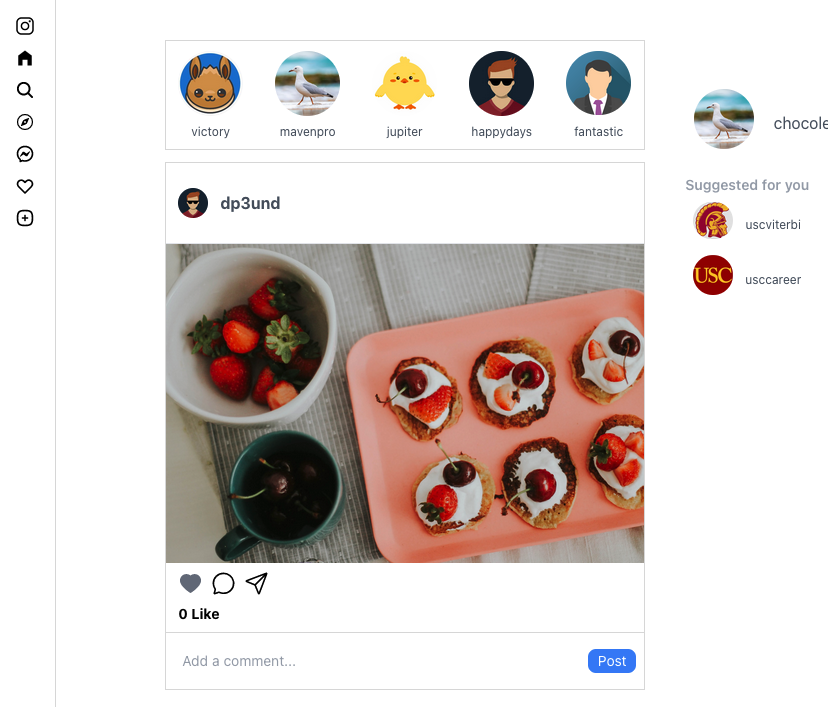 victory
mavenpro
jupiter
happydays
fantastic
dp3und
0 Like
Add a comment...
Post
chocole
Suggested for you
uscviterbi
USC
usccareer